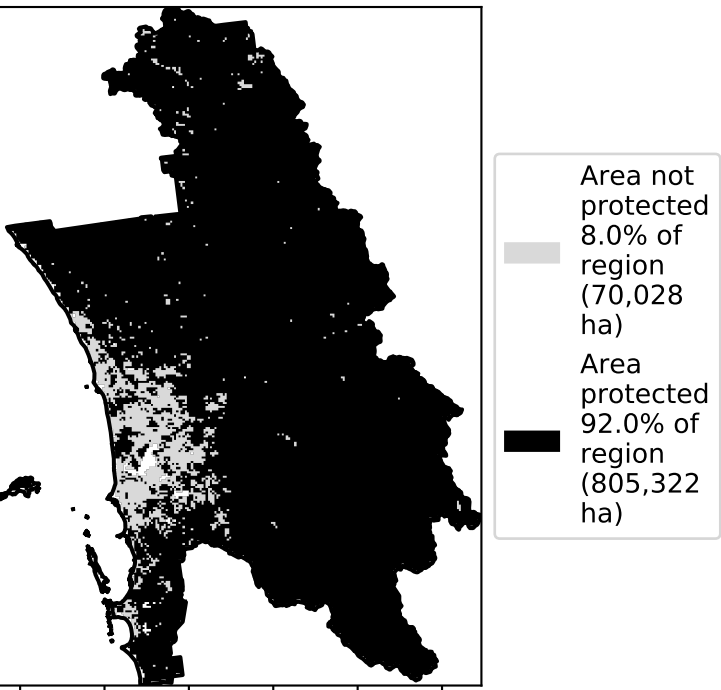 Area not
protected
8.0% of
region
(70,028
ha)
Area
protected
92.0% of
region
(805,322
ha)